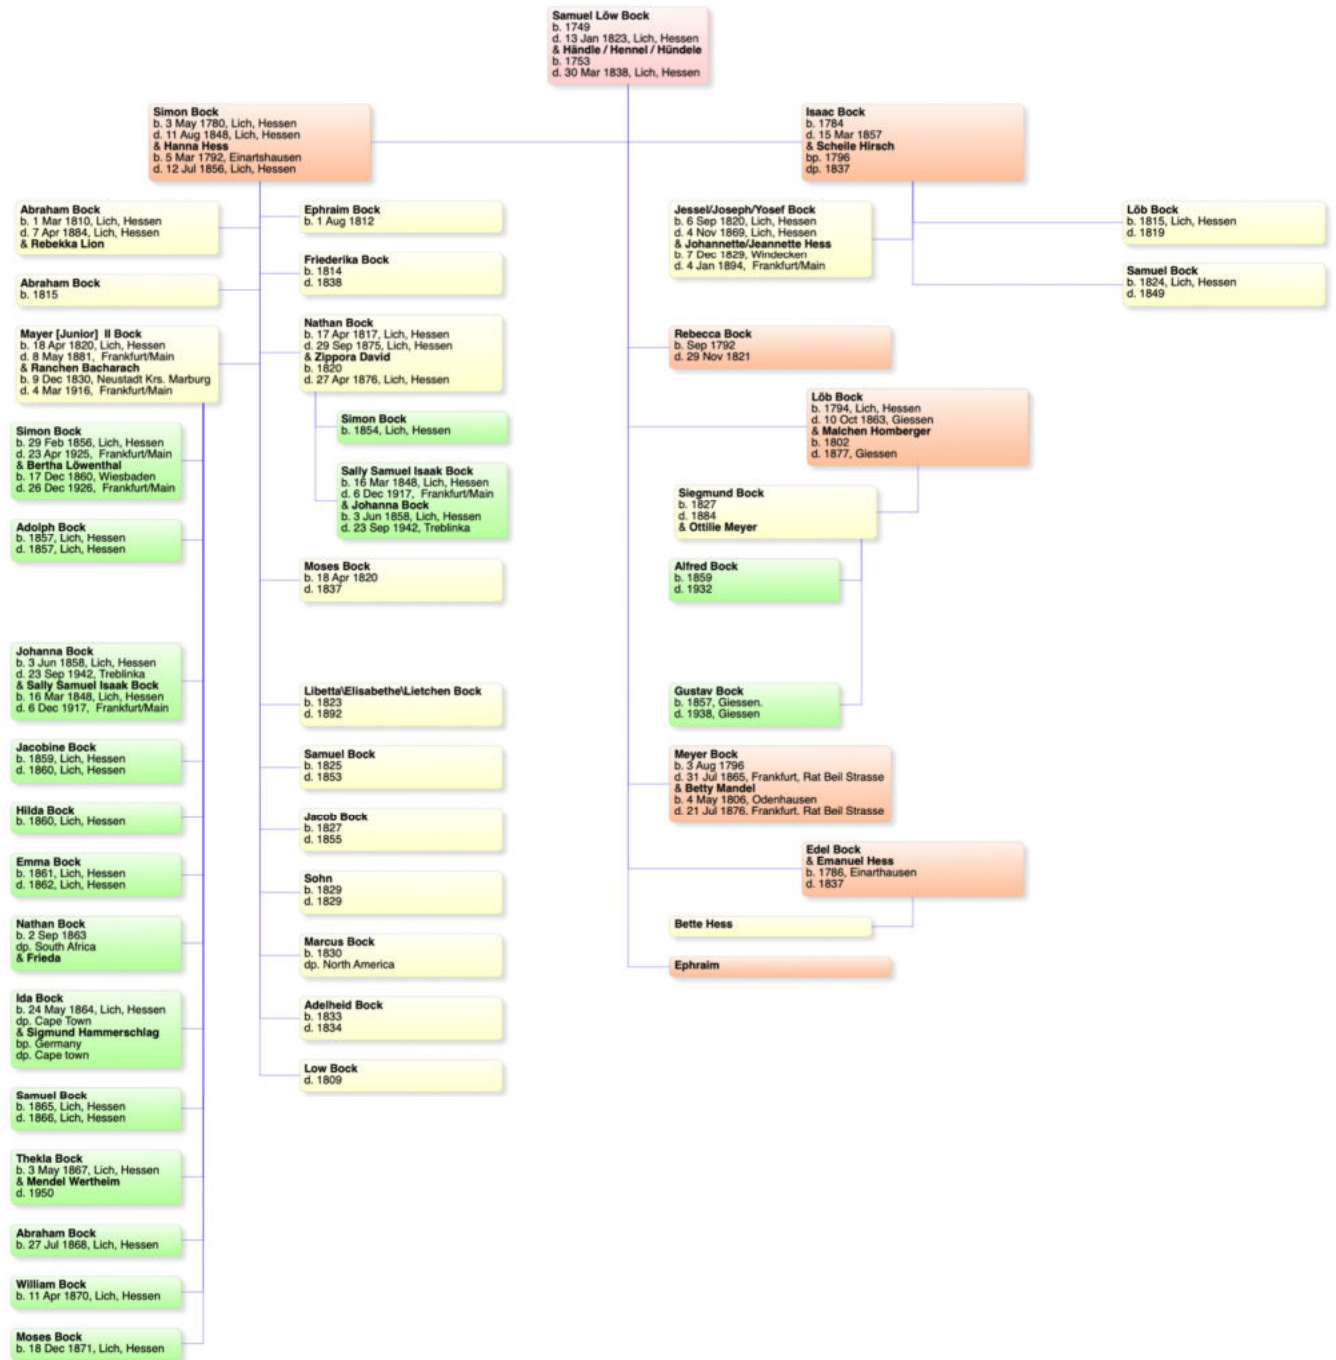 Samuel Löw Bock
b. 1749
d. 13 Jan 1823, Lich, Hessen
& Händle / Hennel / Hündele
b. 1753
d. 30 Mar 1838, Lich, Hessen
Simon Bock
b. 3 May 1780, Lich, Hessen
d. 11 Aug 1848, Lich, Hessen
& Hanna Hess
b. 5 Mar 1792, Einartshausen
d. 12 Jul 1856, Lich, Hessen
Isaac Bock
b. 1784
d. 15 Mar 1857
& Scheile Hirsch
bp. 1796
dp. 1837
Abraham Bock
b. 1 Mar 1810, Lich, Hessen
d. 7 Apr 1884, Lich, Hessen
& Rebekka Lion
Abraham Bock
b. 1815
Mayer [Junior] II Bock
b. 18 Apr 1820, Lich, Hessen
d. 8 May 1881, Frankfurt/Main
& Ranchen Bacharach
b. 9 Dec 1830, Neustadt Krs. Marburg
d. 4 Mar 1916, Frankfurt/Main
Simon Bock
b. 29 Feb 1856, Lich, Hessen
d. 23 Apr 1925, Frankfurt/Main
& Bertha Löwenthal
b. 17 Dec 1860, Wiesbaden
d. 26 Dec 1926, Frankfurt/Main
Adolph Bock
b. 1857, Lich, Hessen
d. 1857, Lich, Hessen
Johanna Bock
b. 3 Jun 1858, Lich, Hessen
d. 23 Sep 1942, Treblinka
& Sally Samuel Isaak Bock
b. 16 Mar 1848, Lich, Hessen
d. 6 Dec 1917, Frankfurt/Main
Jacobine Bock
b. 1859, Lich, Hessen
d. 1860, Lich, Hessen
Hilda Bock
b. 1860, Lich, Hessen
Emma Bock
b. 1861, Lich, Hessen
d. 1862, Lich, Hessen
Nathan Bock
b. 2 Sep 1863
dp. South Africa
& Frieda
Ida Bock
b. 24 May 1864, Lich, Hessen
dp. Cape Town
& Sigmund Hammerschlag
bp. Germany
dp. Cape town
Samuel Bock
b. 1865, Lich, Hessen
d. 1866, Lich, Hessen
Thekla Bock
b. 3 May 1867, Lich, Hessen
& Mendel Wertheim
d. 1950
Abraham Bock
b. 27 Jul 1868, Lich, Hessen
William Bock
b. 11 Apr 1870, Lich, Hessen
Moses Bock
b. 18 Dec 1871, Lich, Hessen
Ephraim Bock
b. 1 Aug 1812
Friederika Bock
b. 1814
d. 1838
Nathan Bock
b. 17 Apr 1817, Lich, Hessen
d. 29 Sep 1875, Lich, Hessen
& Zippora David
b. 1820
d. 27 Apr 1876, Lich, Hessen
Simon Bock
b. 1854, Lich, Hessen
Sally Samuel Isaak Bock
b. 16 Mar 1848, Lich, Hessen
d. 6 Dec 1917, Frankfurt/Main
& Johanna Bock
b. 3 Jun 1858, Lich, Hessen
d. 23 Sep 1942, Treblinka
Moses Bock
b. 18 Apr 1820
d. 1837
Libetta\Elisabethe\Lietchen Bock
b. 1823
d. 1892
Samuel Bock
b. 1825
d. 1853
Jacob Bock
b. 1827
d. 1855
Sohn
b. 1829
d. 1829
Marcus Bock
b. 1830
dp. North America
Adelheid Bock
b. 1833
d. 1834
Low Bock
d. 1809
Jessel/Joseph/Yosef Bock
b. 6 Sep 1820, Lich, Hessen
d. 4 Nov 1869, Lich, Hessen
& Johannette/Jeannette Hess
b. 7 Dec 1829, Windecken
d. 4 Jan 1894, Frankfurt/Main
Löb Bock
b. 1815, Lich, Hessen
d. 1819
Samuel Bock
b. 1824, Lich, Hessen
d. 1849
Rebecca Bock
b. Sep 1792
d. 29 Nov 1821
Löb Bock
b. 1794, Lich, Hessen
d. 10 Oct 1863, Giessen
& Malchen Homberger
b. 1802
d. 1877, Giessen
Siegmund Bock
b. 1827
d. 1884
& Ottilie Meyer
Alfred Bock
b. 1859
d. 1932
Gustav Bock
b. 1857, Giessen.
d. 1938, Giessen
Meyer Bock
b. 3 Aug 1796
d. 31 Jul 1865, Frankfurt, Rat Beil Strasse
& Betty Mandel
b. 4 May 1806, Odenhausen
d. 21 Jul 1876. Frankfurt. Rat Beil Strasse
Edel Bock
& Emanuel Hess
b. 1786, Einarthausen
d. 1837
Bette Hess
Ephraim